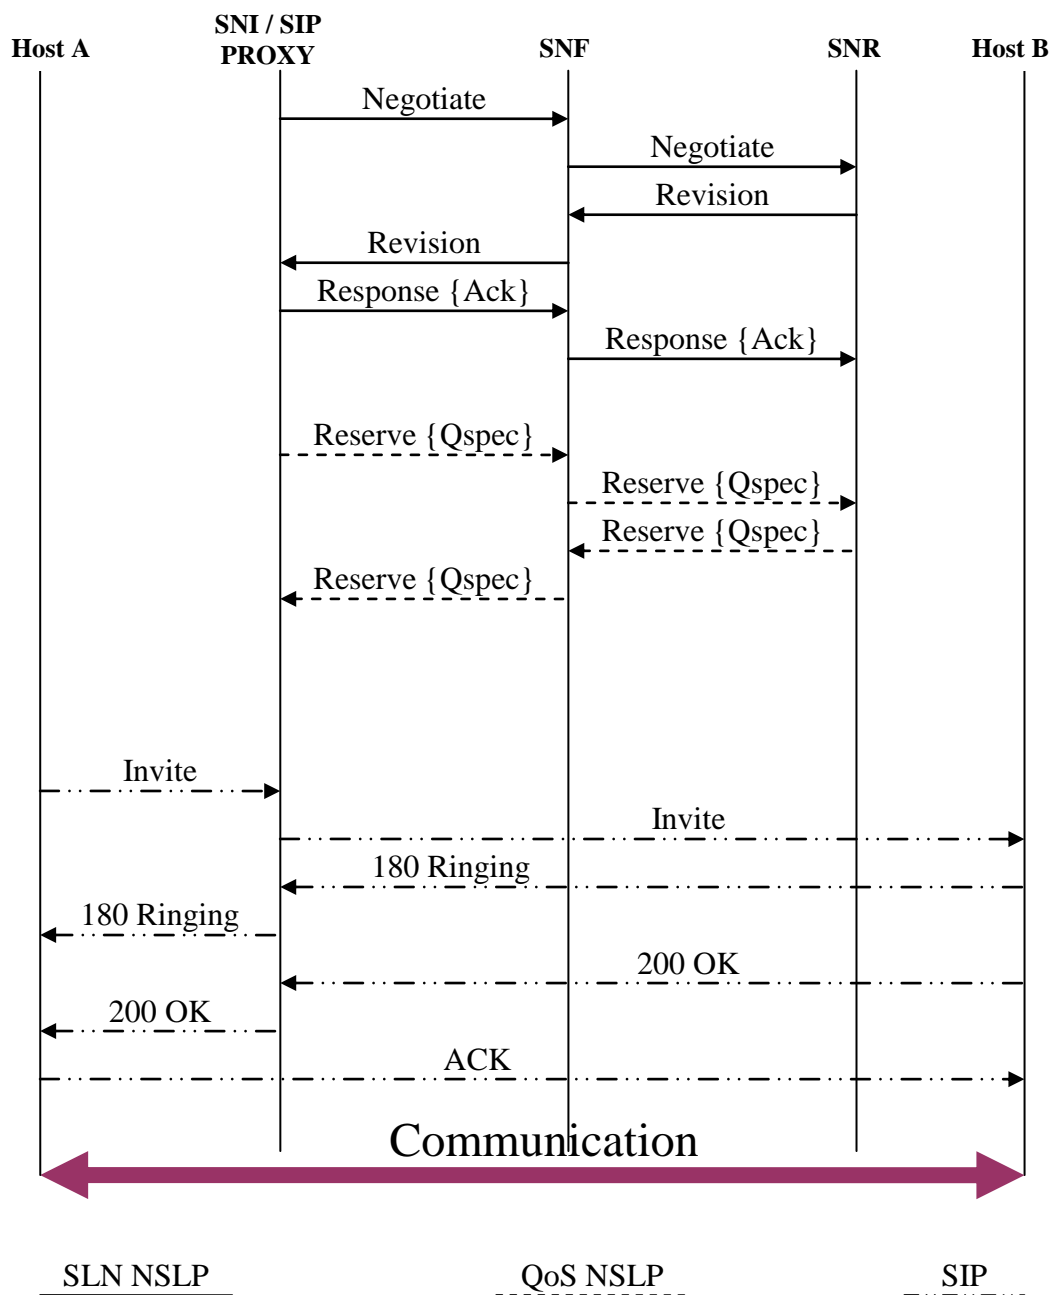 SNI / SIP
Host A PROXY SNF SNR Host B
Negotiate
Negotiate
Revision
Revision
Response {Ack}
Response {Ack}
Reserve {Qspec}
Reserve {Qspec}
Reserve {Qspec}
Reserve {Qspec}
Invite
Invite
180 Ringing
180 Ringing
200 OK
200 OK
ACK
Communication
SLN NSLP QoS NSLP SIP